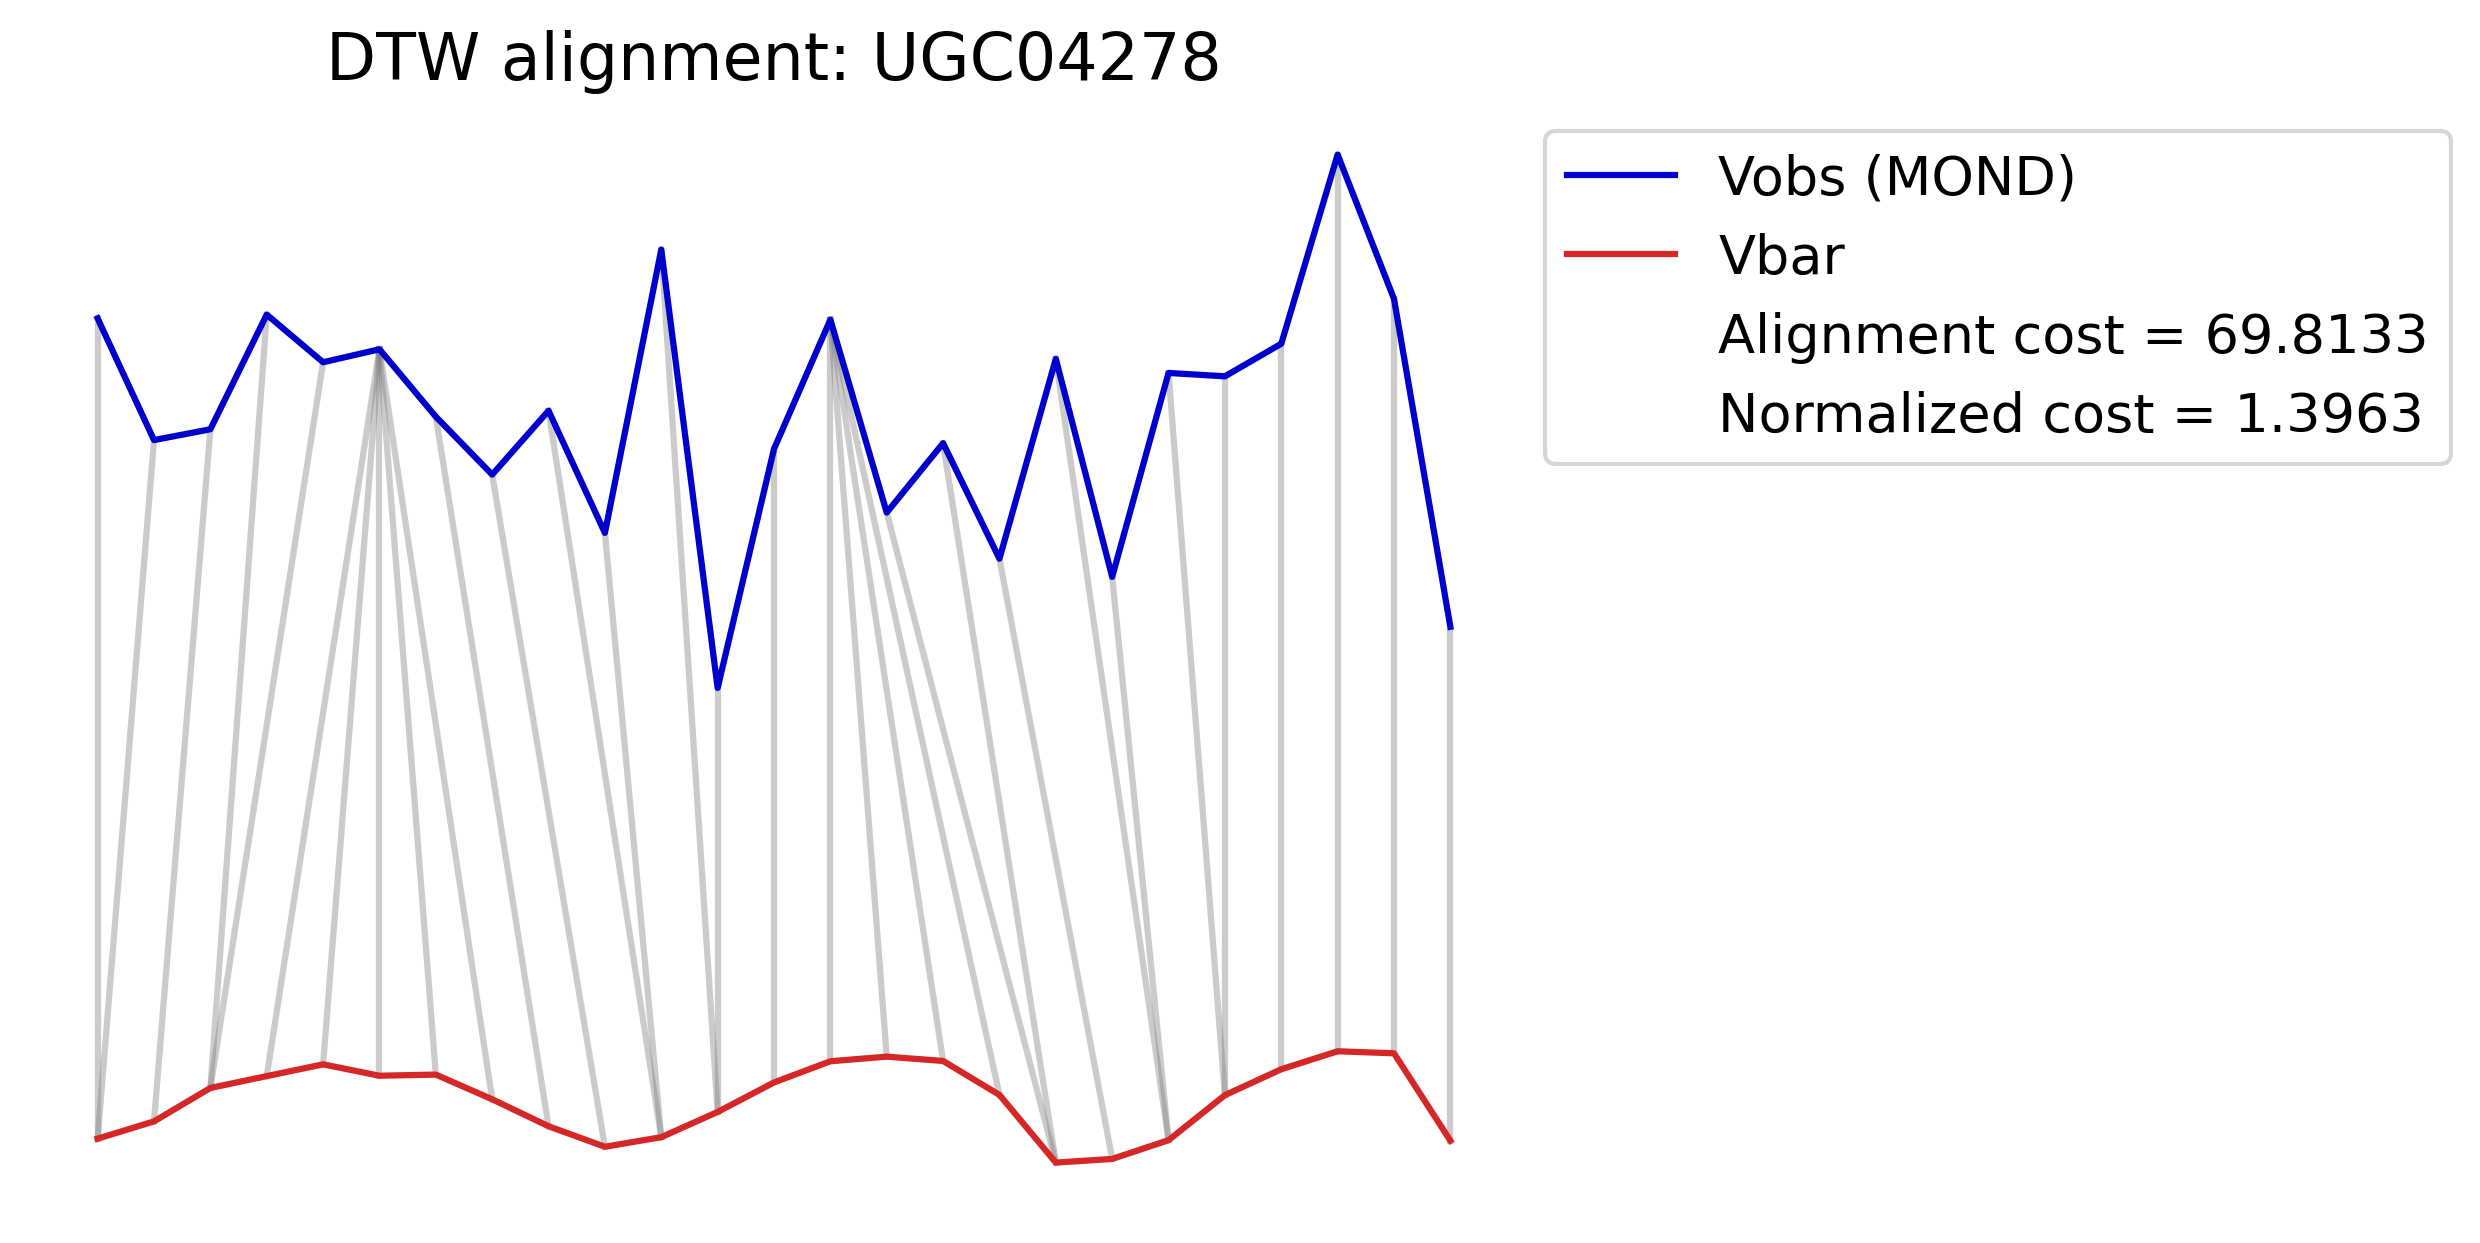 DTW alignment: UGC04278
Vobs (MOND)
Vbar
Alignment cost = 69.8133
Normalized cost = 1.3963